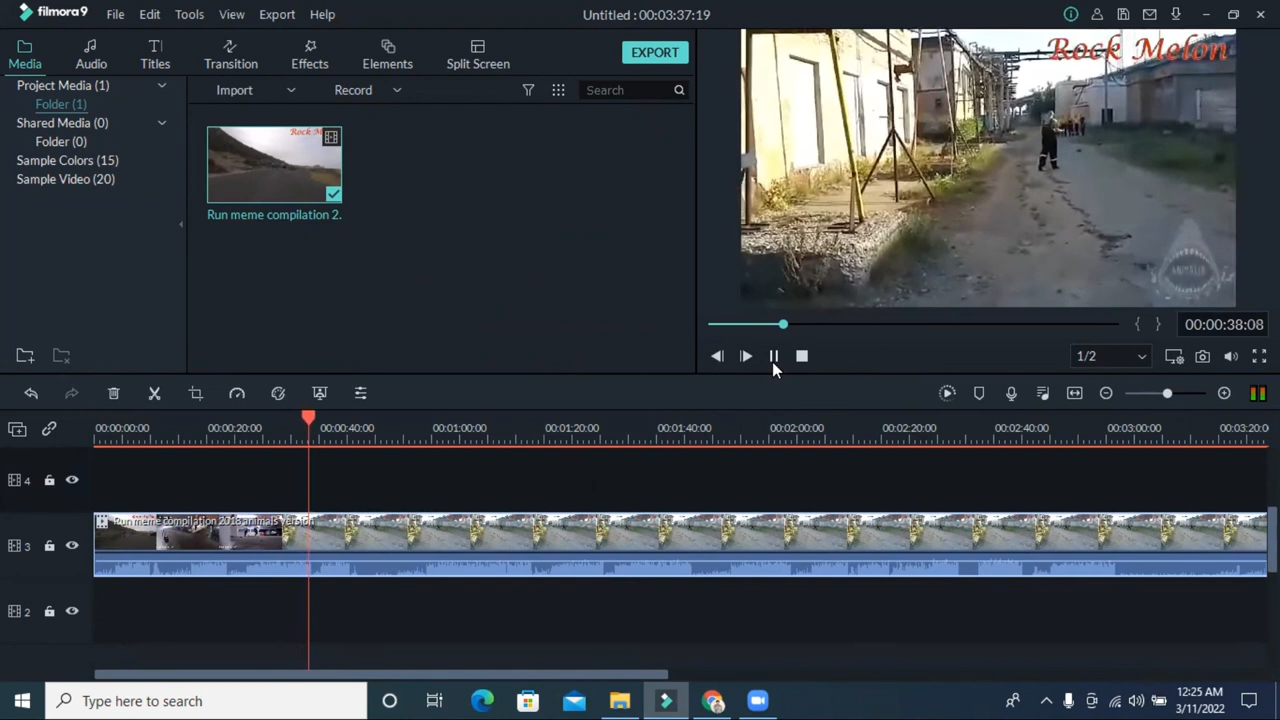 filmora9 File Edit Tools View Export Help Untitled : 00:03:37:19
Media Audio Titles Transition Effects Elements Split Screen EXPORT
Project Media (1)
Folder (1)
Shared Media (0)
Folder (0)
Sample Colors (15)
Sample Video (20)
Import Record Search
Run meme compilation 2.
Rock Melon
ANIMALIA
00:00:38:08
1/2
00:00:00:00 00:00:20:00 00:00:40:00 00:01:00:00 00:01:20:00 00:01:40:00 00:02:00:00 00:02:20:00 00:02:40:00 00:03:00:00 00:03:20:0
4
Run meme compilation 2018 animals version
3
2
Type here to search
12:25 AM
3/11/2022